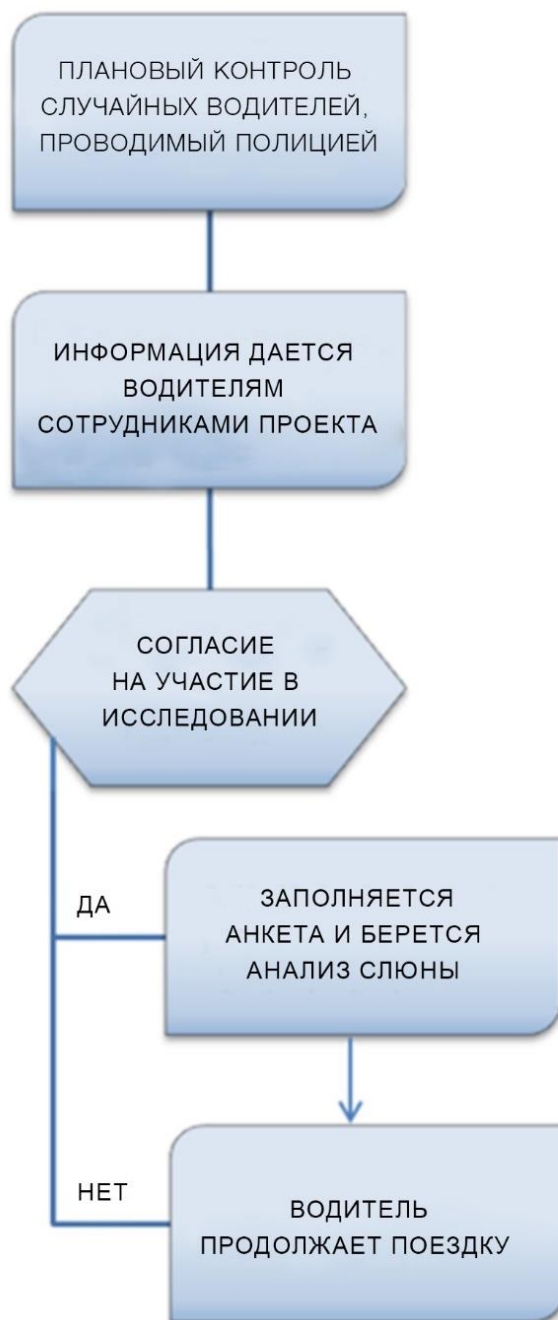 ПЛАНОВЫЙ КОНТРОЛЬ
СЛУЧАЙНЫХ ВОДИТЕЛЕЙ,
ПРОВОДИМЫЙ ПОЛИЦИЕЙ
ИНФОРМАЦИЯ ДАЕТСЯ
ВОДИТЕЛЯМ
СОТРУДНИКАМИ ПРОЕКТА
СОГЛАСИЕ
НА УЧАСТИЕ В
ИССЛЕДОВАНИИ
ДА
ЗАПОЛНЯЕТСЯ
АНКЕТА И БЕРЕТСЯ
АНАЛИЗ СЛЮНЫ
НЕТ
ВОДИТЕЛЬ
ПРОДОЛЖАЕТ ПОЕЗДКУ